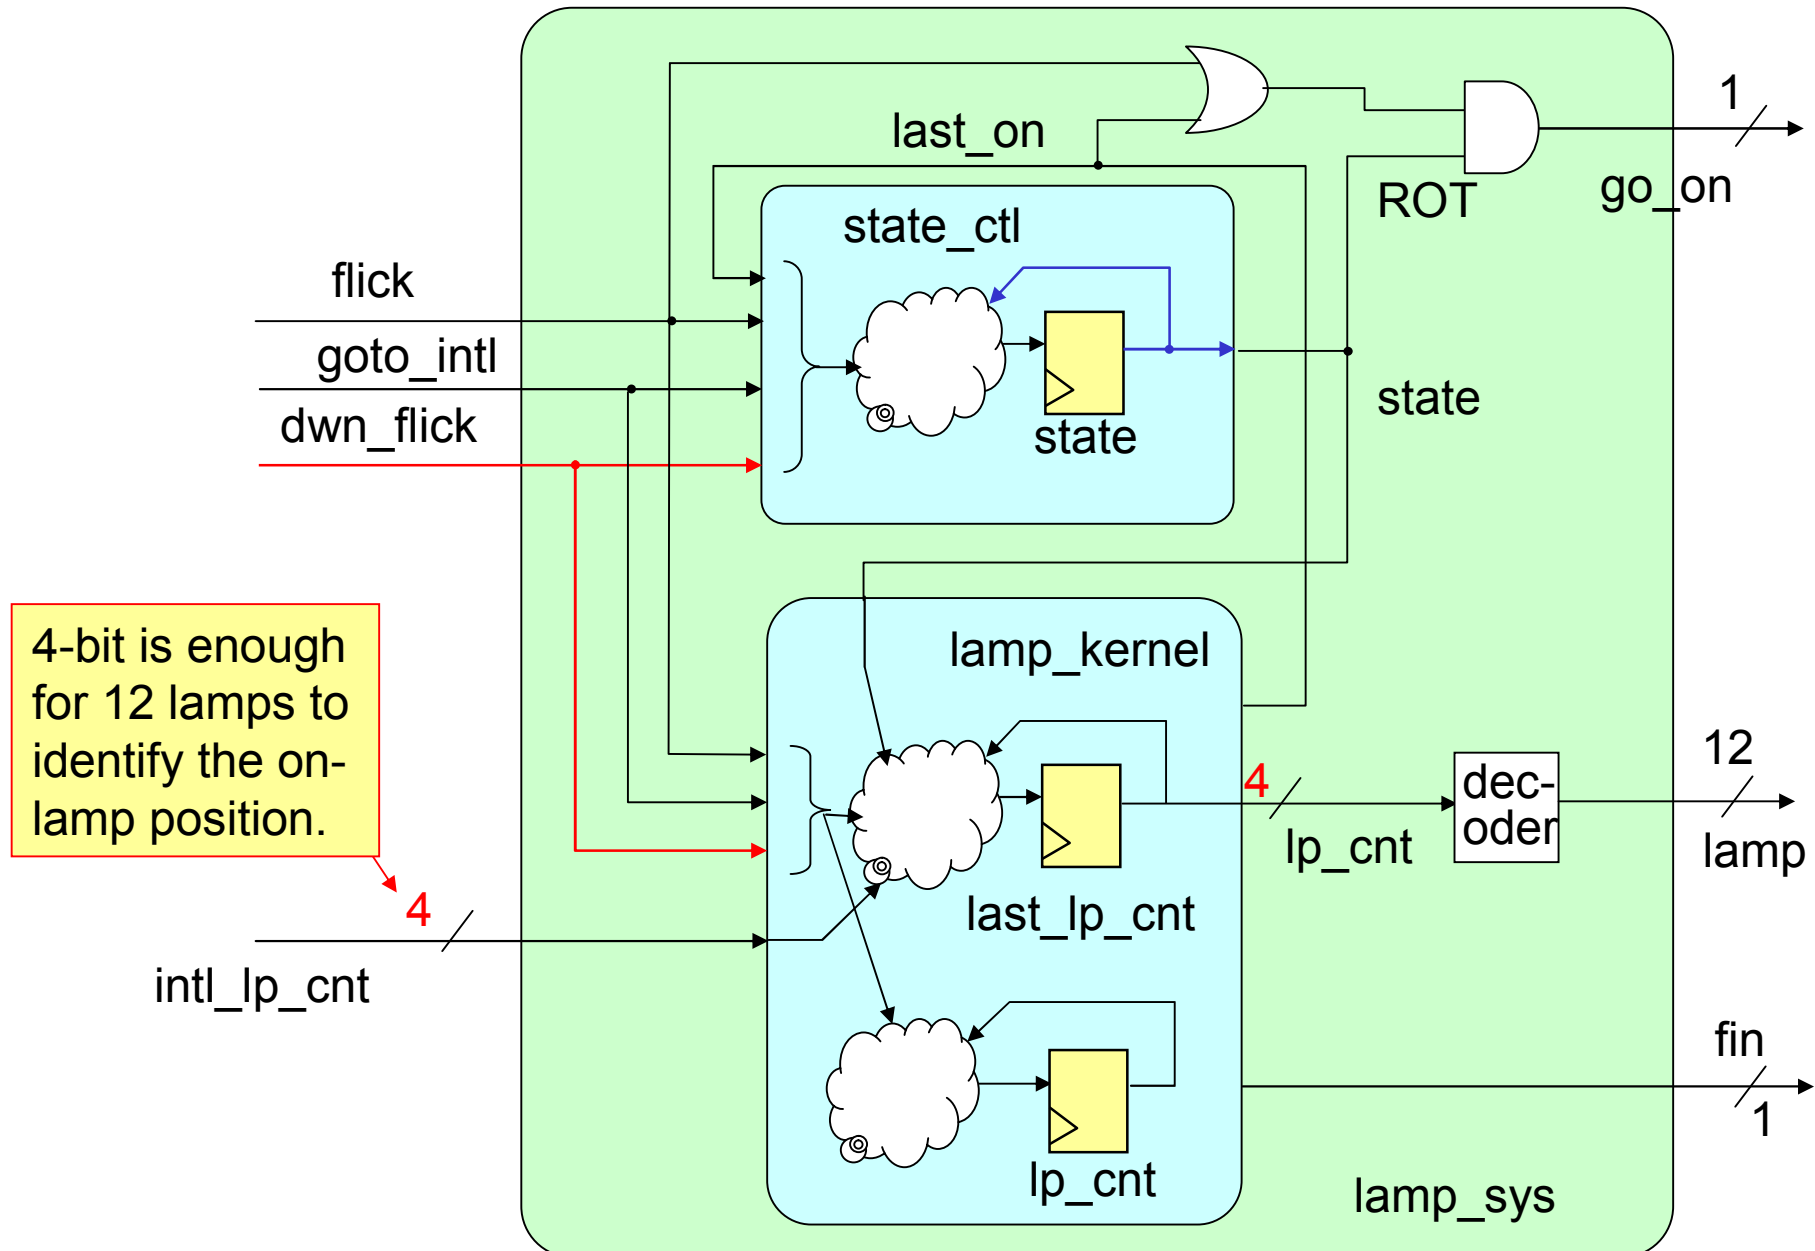 1
last_on
ROT
go_on
state_ctl
flick
goto_intl
dwn_flick
state
state
4-bit is enough
for 12 lamps to
identify the on-
lamp position.
lamp_kernel
4
dec-
oder
12
lp_cnt
lamp
4
last_lp_cnt
intl_lp_cnt
fin
1
lp_cnt
lamp_sys